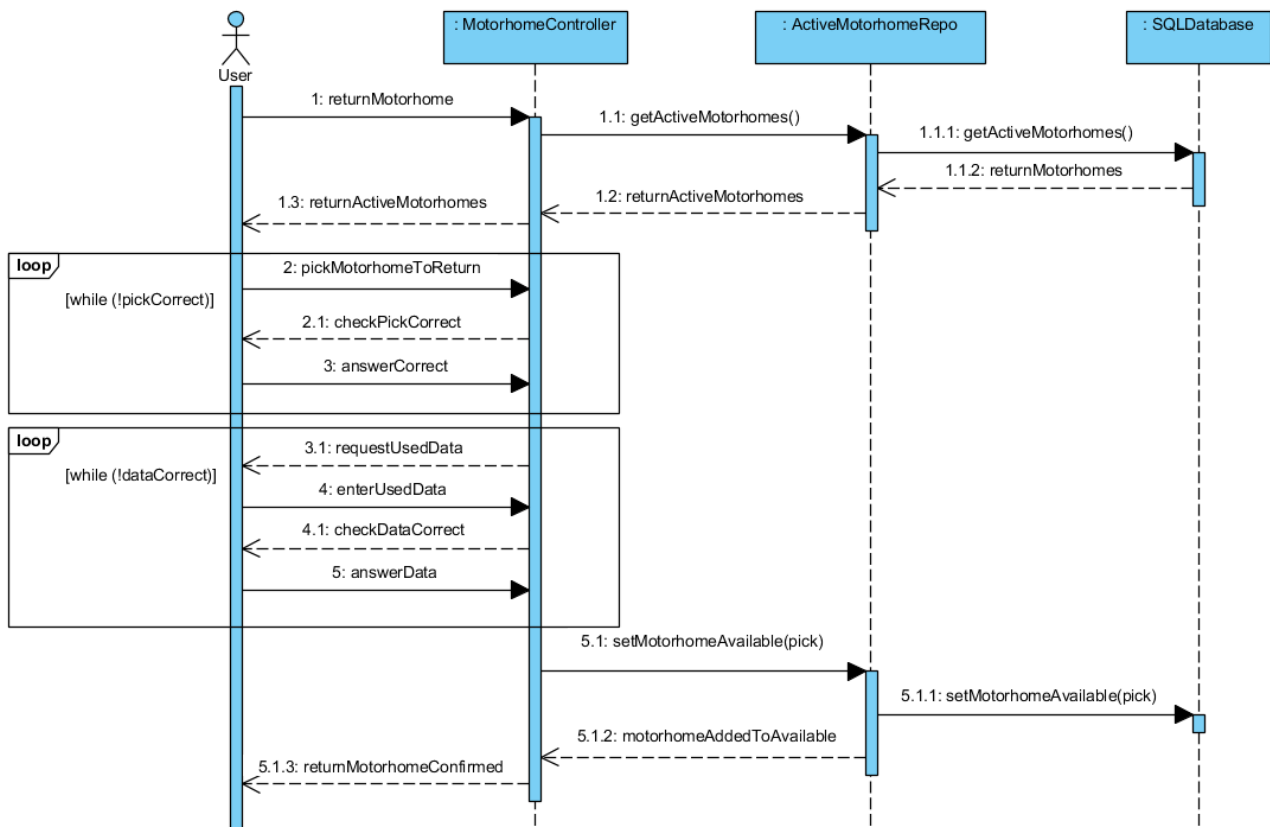 : MotorhomeController
: ActiveMotorhomeRepo
: SQLDatabase
User
1: returnMotorhome
1.1: getActiveMotorhomes()
1.1.1: getActiveMotorhomes()
1.1.2: returnMotorhomes
1.2: returnActiveMotorhomes
1.3: returnActiveMotorhomes
loop
2: pickMotorhomeToReturn
[while (!pickCorrect)]
2.1: checkPickCorrect
3: answerCorrect
loop
3.1: requestUsedData
[while (!dataCorrect)]
4: enterUsedData
4.1: checkDataCorrect
5: answerData
5.1: setMotorhomeAvailable(pick)
5.1.1: setMotorhomeAvailable(pick)
5.1.2: motorhomeAddedToAvailable
5.1.3: returnMotorhomeConfirmed